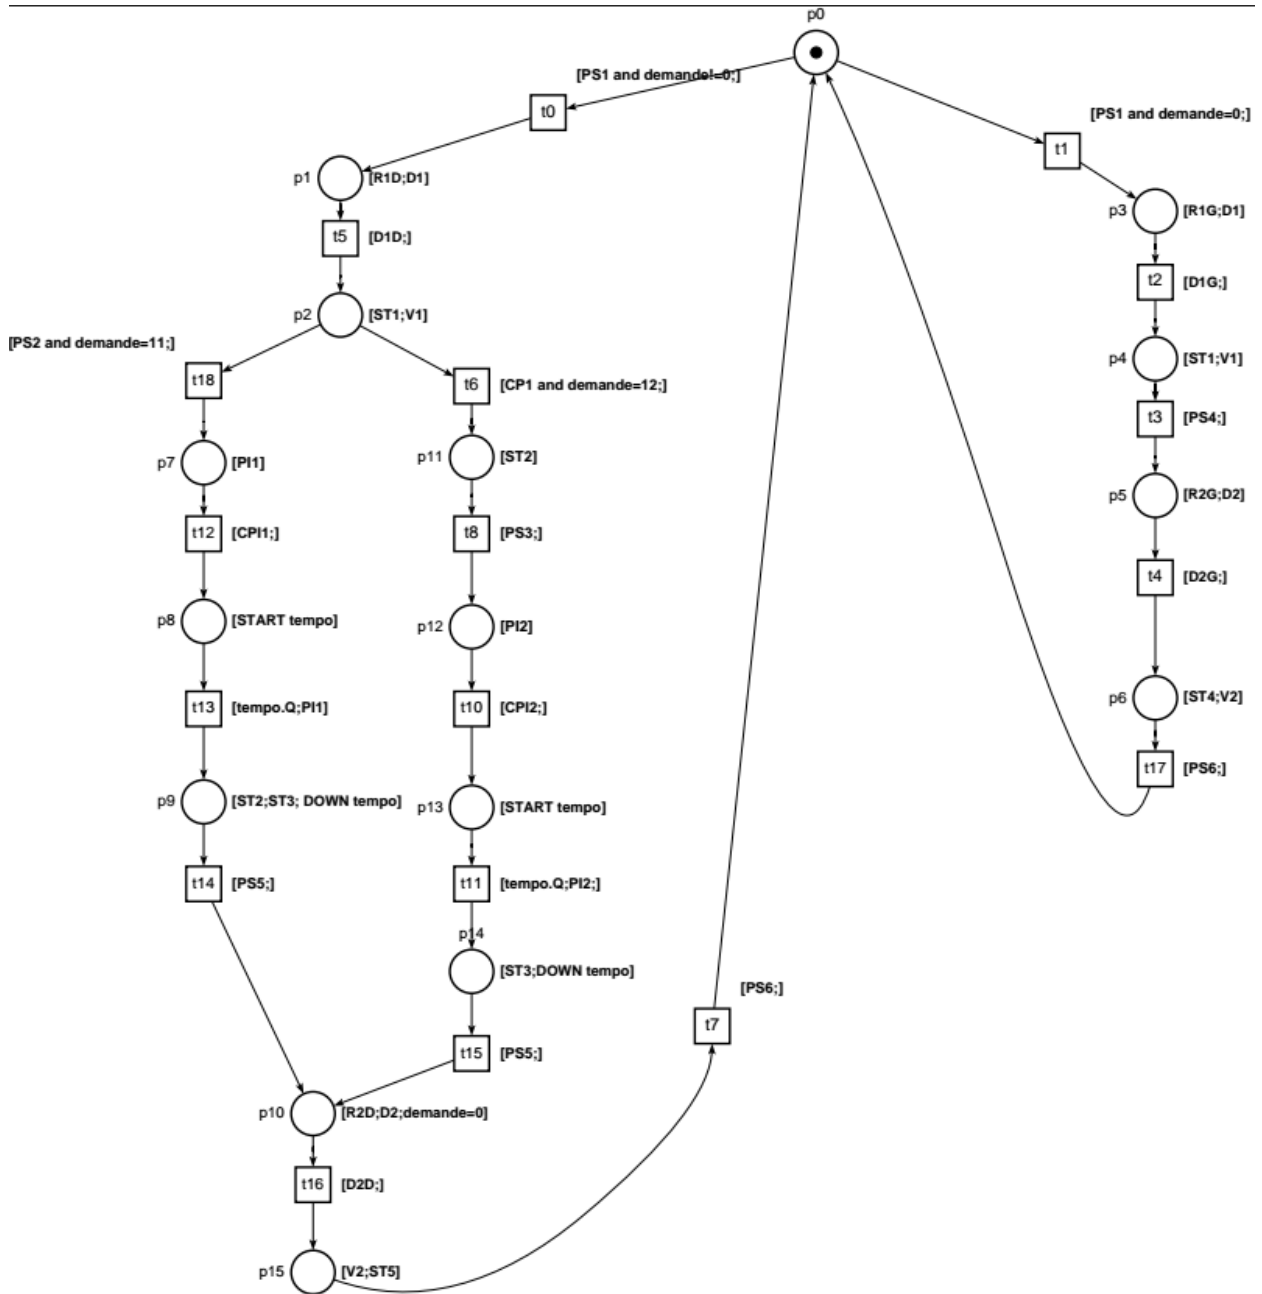 p0
[PS1 and demande!=0;]
t0
[PS1 and demande=0;]
t1
p1
[R1D;D1]
p3
[R1G;D1]
t5
[D1D;]
t2
[D1G;]
p2
[ST1;V1]
[PS2 and demande=11;]
p4
[ST1;V1]
t18
t6
[CP1 and demande=12;]
t3
[PS4;]
p7
[PI1]
p11
[ST2]
p5
[R2G;D2]
t12
[CPI1;]
t8
[PS3;]
t4
[D2G;]
p8
[START tempo]
p12
[PI2]
t13
[tempo.Q;PI1]
t10
[CPI2;]
p6
[ST4;V2]
t17
[PS6;]
p9
[ST2;ST3; DOWN tempo]
p13
[START tempo]
t14
[PS5;]
t11
[tempo.Q;PI2;]
p14
[ST3;DOWN tempo]
[PS6;]
t7
t15
[PS5;]
p10
[R2D;D2;demande=0]
t16
[D2D;]
p15
[V2;ST5]